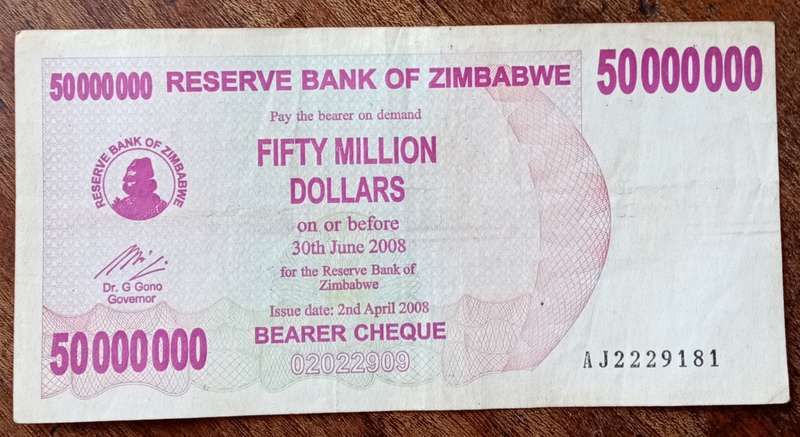 50000000 RESERVE BANK OF ZIMBABWE 50000000
Pay the bearer on demand
FIFTY MILLION
DOLLARS
on or before
30th June 2008
for the Reserve Bank of
Zimbabwe
Issue date: 2nd April 2008
BEARER CHEQUE
02022909
RESERVE BANK OF ZIMBABWE
Dr. G Gono
Governor
50000000
AJ2229181